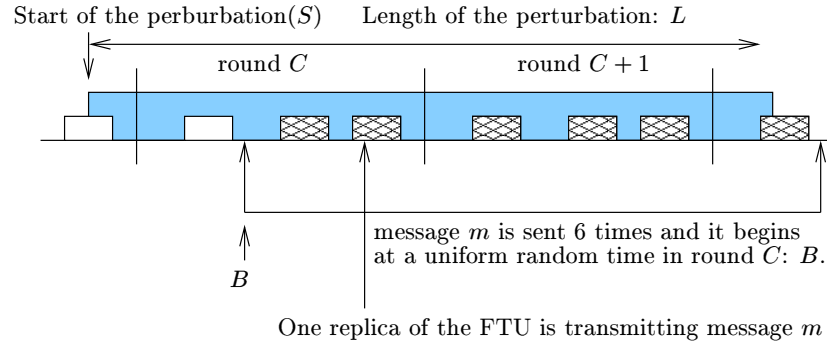 Start of the perburbation(S)
Length of the perturbation: L
round C
round C + 1
message m is sent 6 times and it begins
at a uniform random time in round C: B.
B
One replica of the FTU is transmitting message m